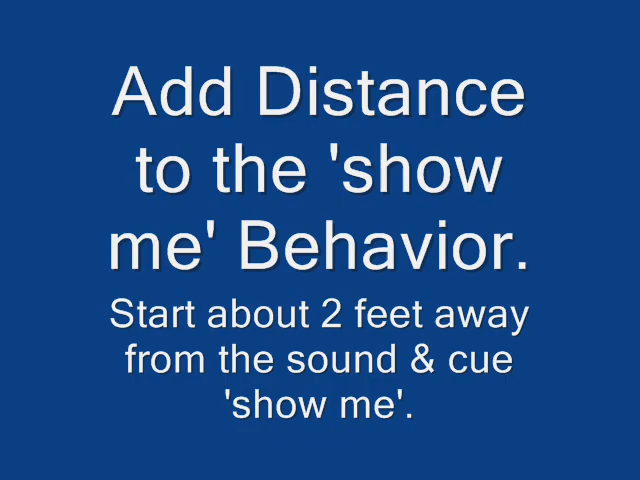 Add Distance
to the 'show
me' Behavior.
Start about 2 feet away
from the sound & cue
'show me'.